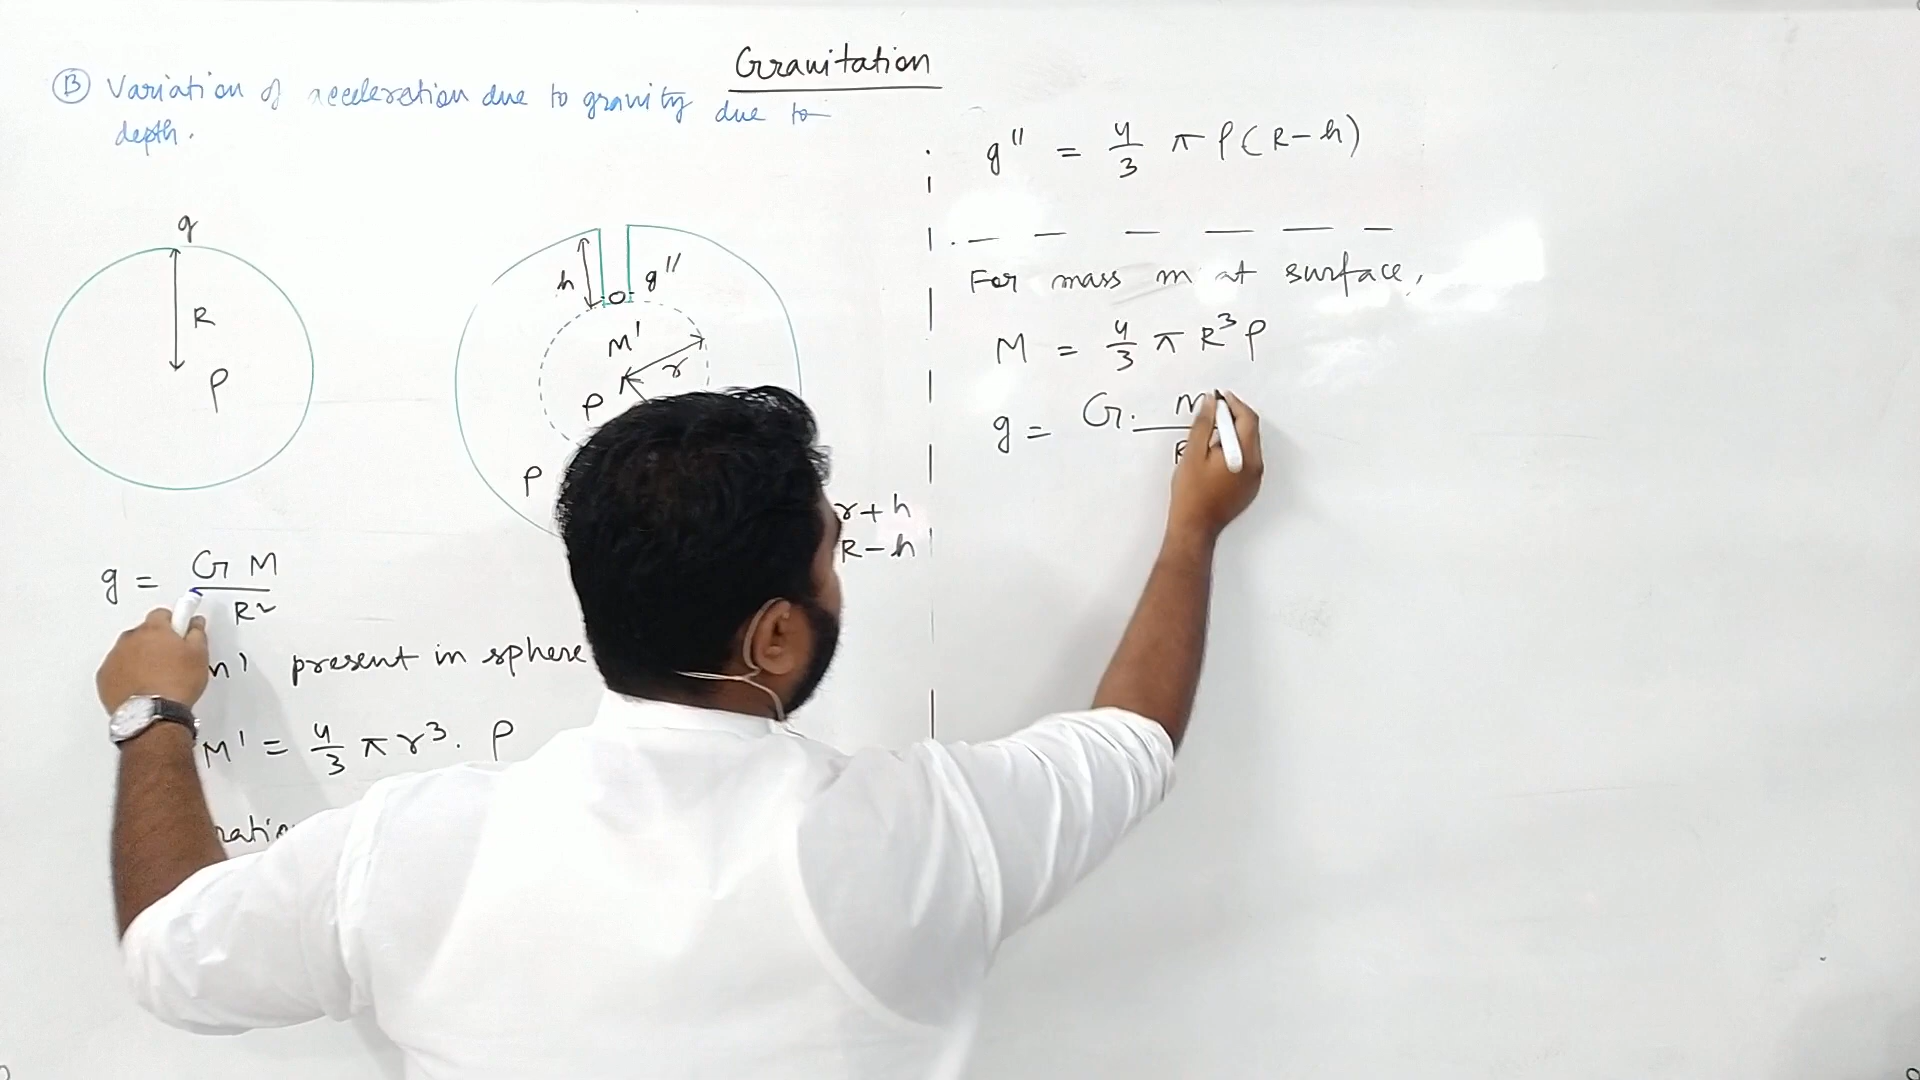 Gravitation
Ⓑ Variation of acceleration due to gravity due to
depth.
g
R
ρ
h
g''
M'
r
ρ
ρ
r+h
R-h
g = G M / R²
present in sphere
M' = 4/3 π r³. ρ
g'' = 4/3 π ρ(R-h)
For mass m at surface,
M = 4/3 π R³ ρ
g = G.